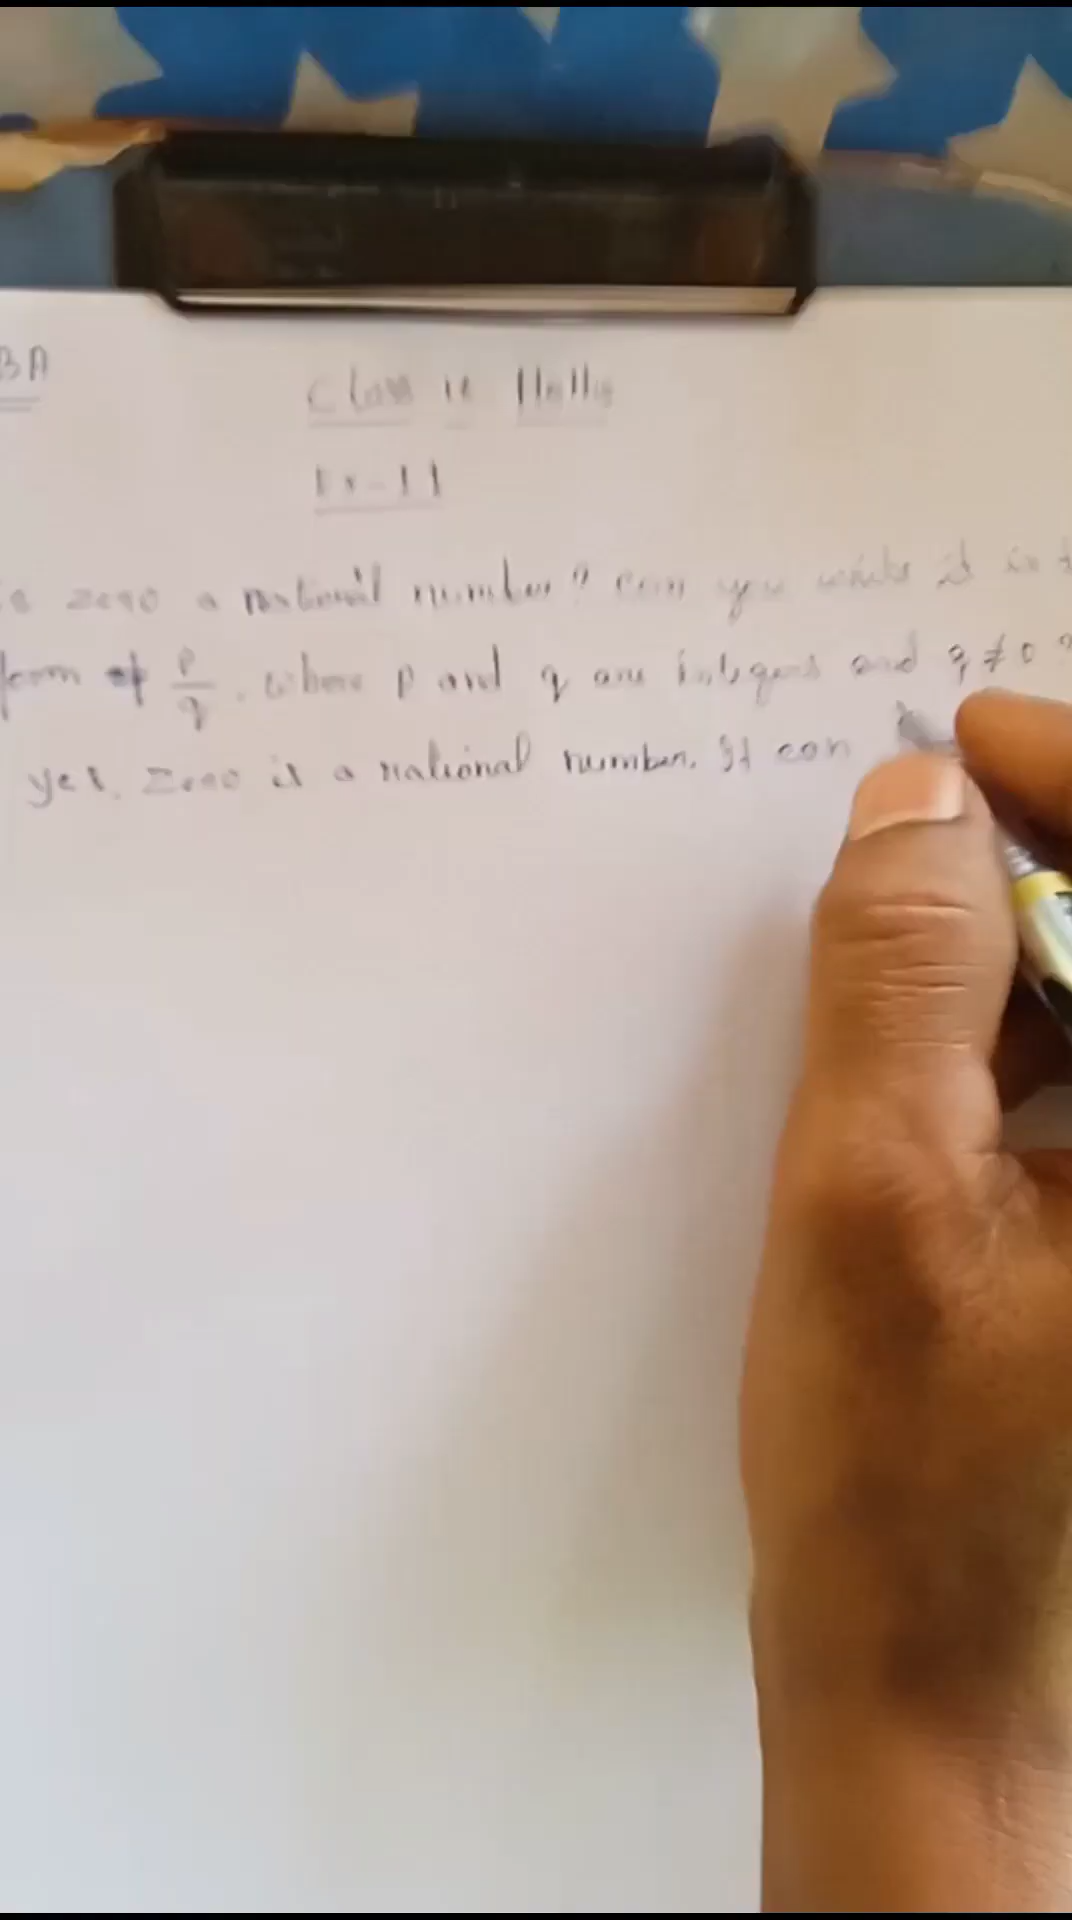 BA
Class ix Maths
Ex-1.1
is zero a rational number? can you write it in t
form of p/q, where p and q are integers and q ≠ 0 ?
yes. Zero is a rational number. It can